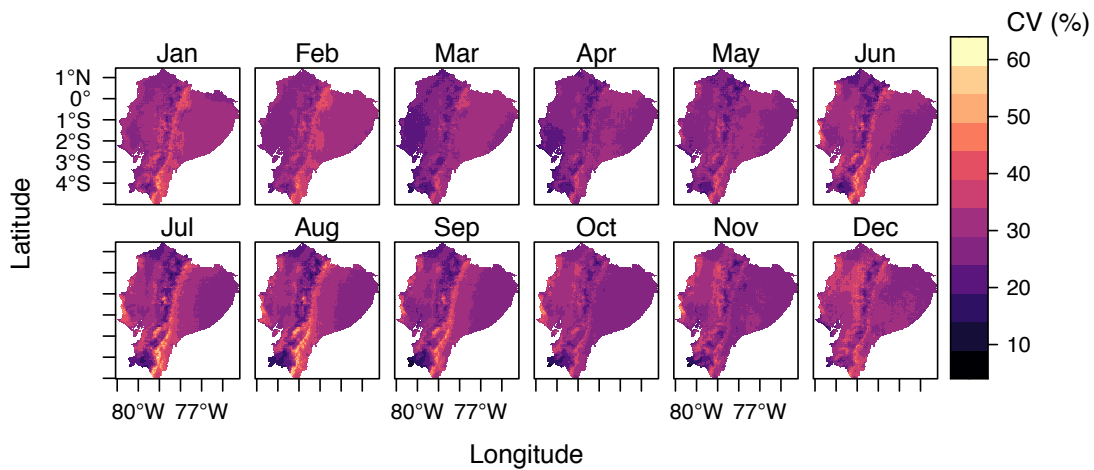 CV (%)
Jan Feb Mar Apr May Jun
1°N
0°
1°S
2°S
3°S
4°S
60
50
40
30
20
10
Latitude
Jul Aug Sep Oct Nov Dec
80°W 77°W 80°W 77°W 80°W 77°W
Longitude